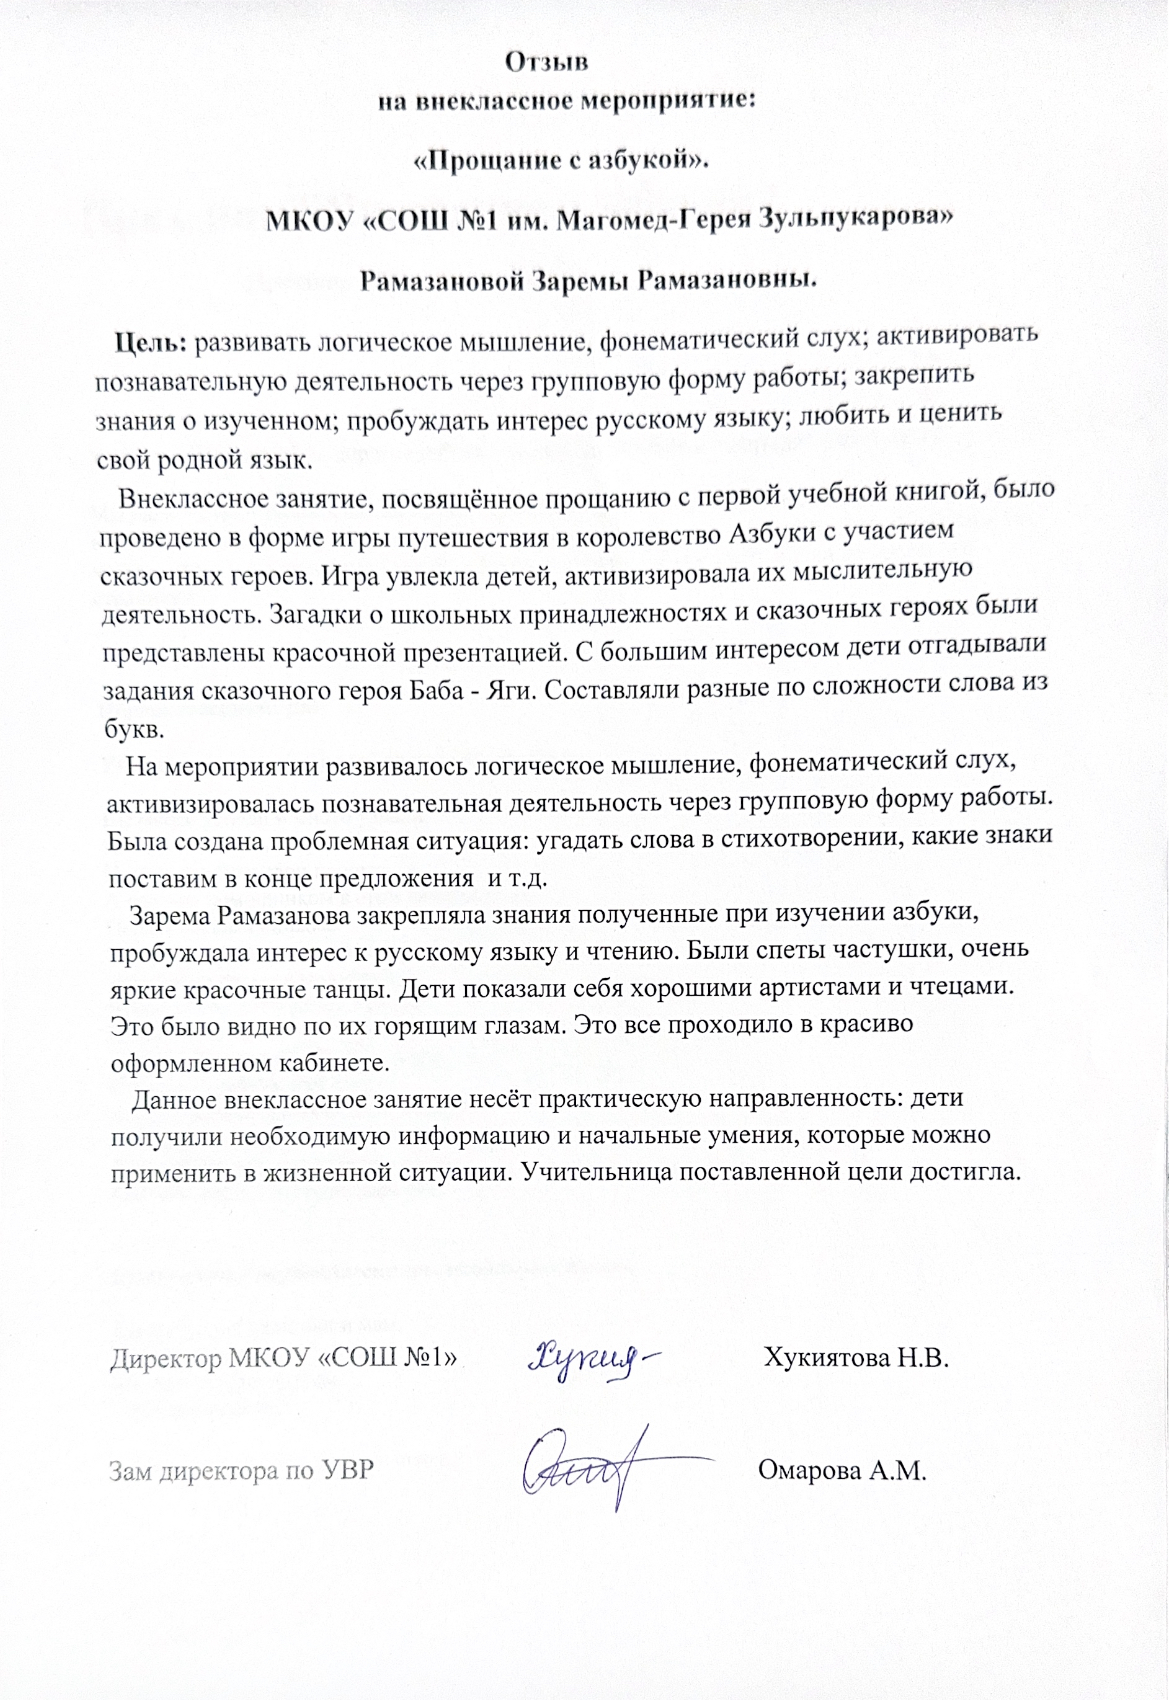 Отзыв
на внеклассное мероприятие:
«Прощание с азбукой».
МКОУ «СОШ №1 им. Магомед-Герея Зульпукарова»
Рамазановой Заремы Рамазановны.
Цель: развивать логическое мышление, фонематический слух; активировать
познавательную деятельность через групповую форму работы; закрепить
знания о изученном; пробуждать интерес русскому языку; любить и ценить
свой родной язык.
Внеклассное занятие, посвящённое прощанию с первой учебной книгой, было
проведено в форме игры путешествия в королевство Азбуки с участием
сказочных героев. Игра увлекла детей, активизировала их мыслительную
деятельность. Загадки о школьных принадлежностях и сказочных героях были
представлены красочной презентацией. С большим интересом дети отгадывали
задания сказочного героя Баба - Яги. Составляли разные по сложности слова из
букв.
На мероприятии развивалось логическое мышление, фонематический слух,
активизировалась познавательная деятельность через групповую форму работы.
Была создана проблемная ситуация: угадать слова в стихотворении, какие знаки
поставим в конце предложения  и т.д.
Зарема Рамазанова закрепляла знания полученные при изучении азбуки,
пробуждала интерес к русскому языку и чтению. Были спеты частушки, очень
яркие красочные танцы. Дети показали себя хорошими артистами и чтецами.
Это было видно по их горящим глазам. Это все проходило в красиво
оформленном кабинете.
Данное внеклассное занятие несёт практическую направленность: дети
получили необходимую информацию и начальные умения, которые можно
применить в жизненной ситуации. Учительница поставленной цели достигла.
Директор МКОУ «СОШ №1» Хукия Хукиятова Н.В.
Зам директора по УВР Омарова А.М.